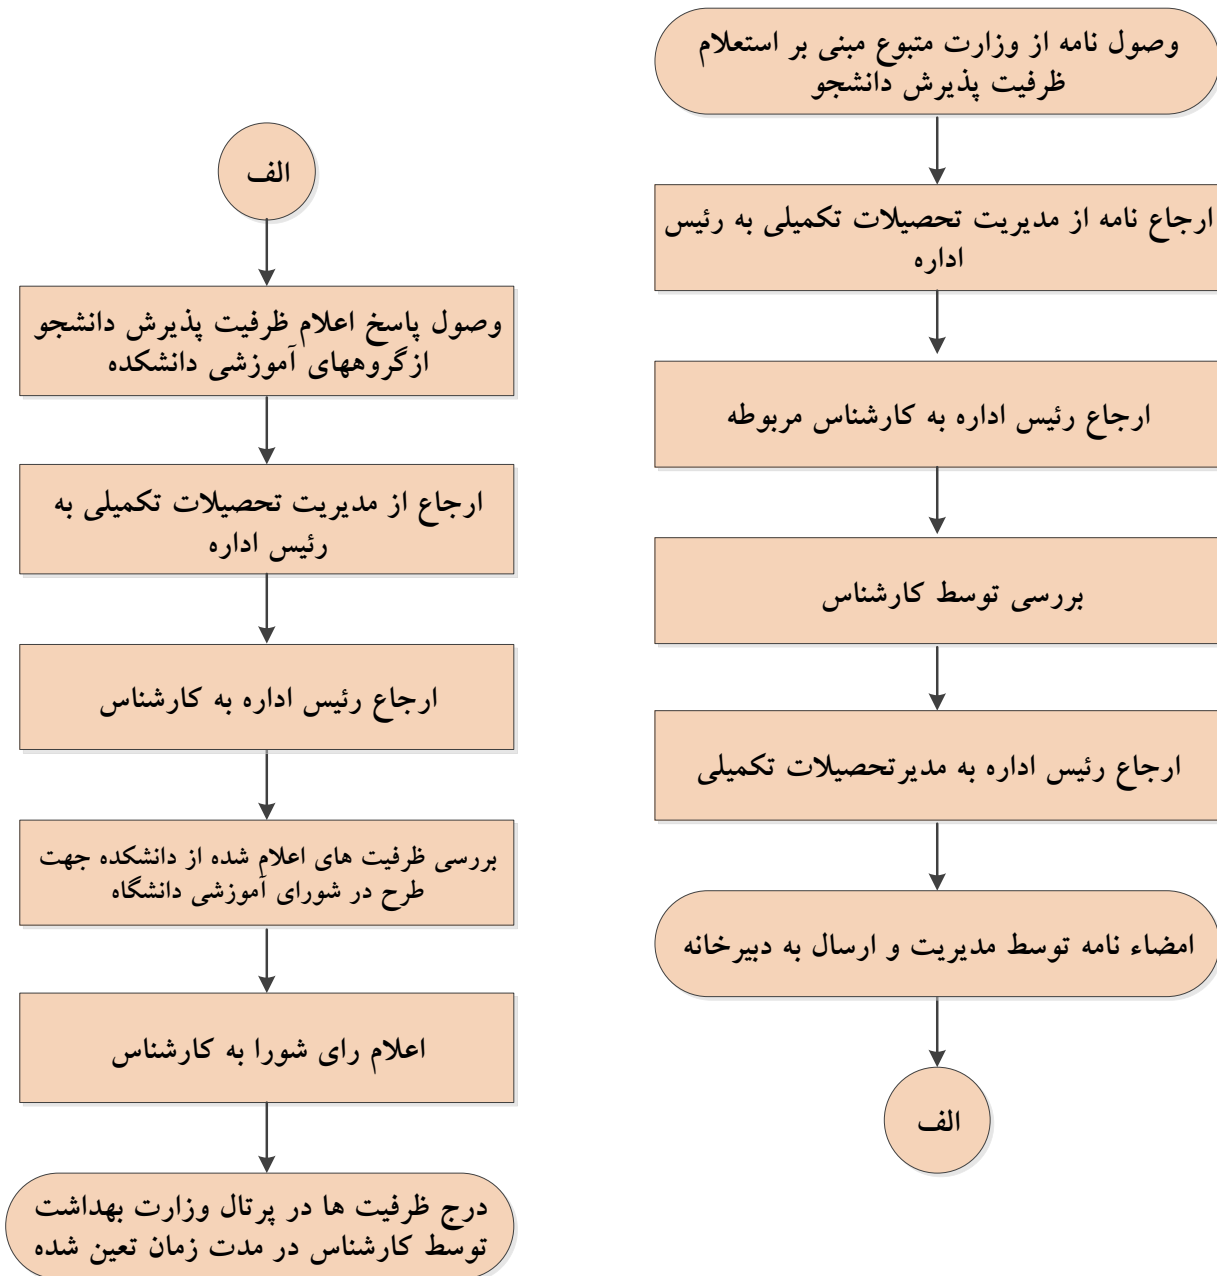 وصول نامه از وزارت متبوع مبنی بر استعلام
ظرفیت پذیرش دانشجو
ارجاع نامه از مدیریت تحصیلات تکمیلی به رئیس
اداره
ارجاع رئیس اداره به کارشناس مربوطه
بررسی توسط کارشناس
ارجاع رئیس اداره به مدیرتحصیلات تکمیلی
امضاء نامه توسط مدیریت و ارسال به دبیرخانه
الف
الف
وصول پاسخ اعلام ظرفیت پذیرش دانشجو
ازگروههای آموزشی دانشکده
ارجاع از مدیریت تحصیلات تکمیلی به
رئیس اداره
ارجاع رئیس اداره به کارشناس
بررسی ظرفیت های اعلام شده از دانشکده جهت
طرح در شورای آموزشی دانشگاه
اعلام رای شورا به کارشناس
درج ظرفیت ها در پرتال وزارت بهداشت
توسط کارشناس در مدت زمان تعین شده